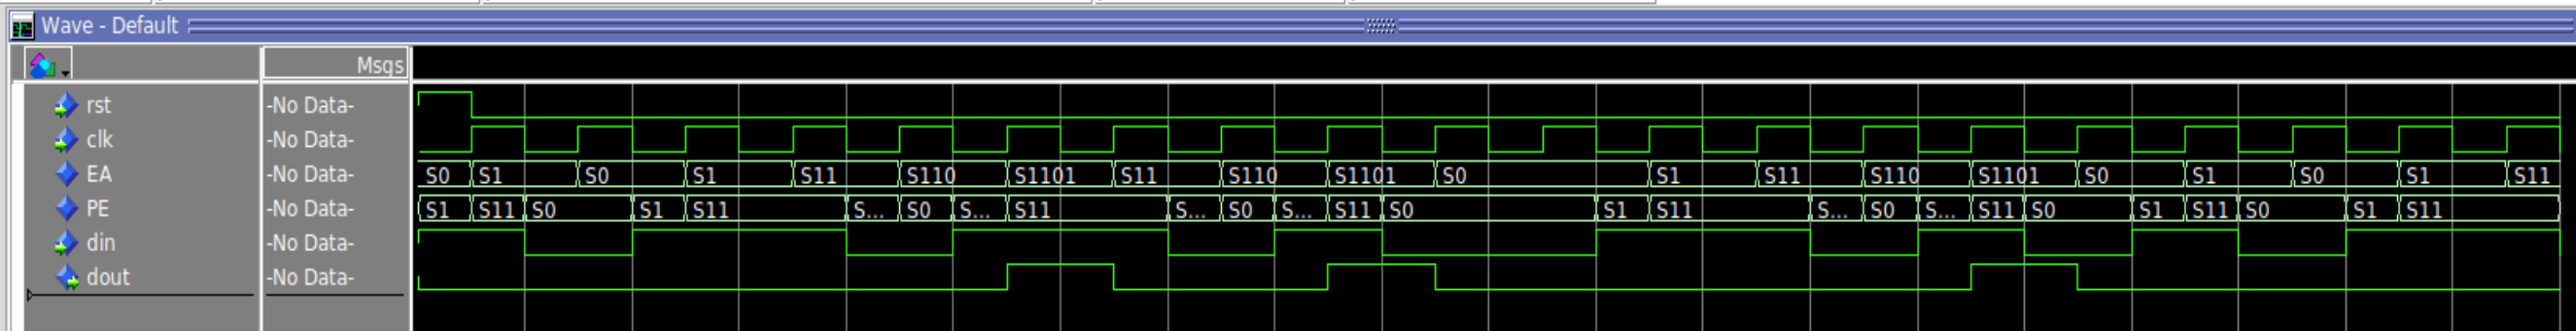 Wave - Default
Msgs
rst -No Data-
clk -No Data-
EA -No Data- S0 S1 S0 S1 S11 S110 S1101 S11 S110 S1101 S0 S1 S11 S110 S1101 S0 S1 S0 S1 S11
PE -No Data- S1 S11 S0 S1 S11 S... S0 S... S11 S... S0 S... S11 S0 S1 S11 S... S0 S... S11 S0 S1 S11 S0 S1 S11
din -No Data-
dout -No Data-